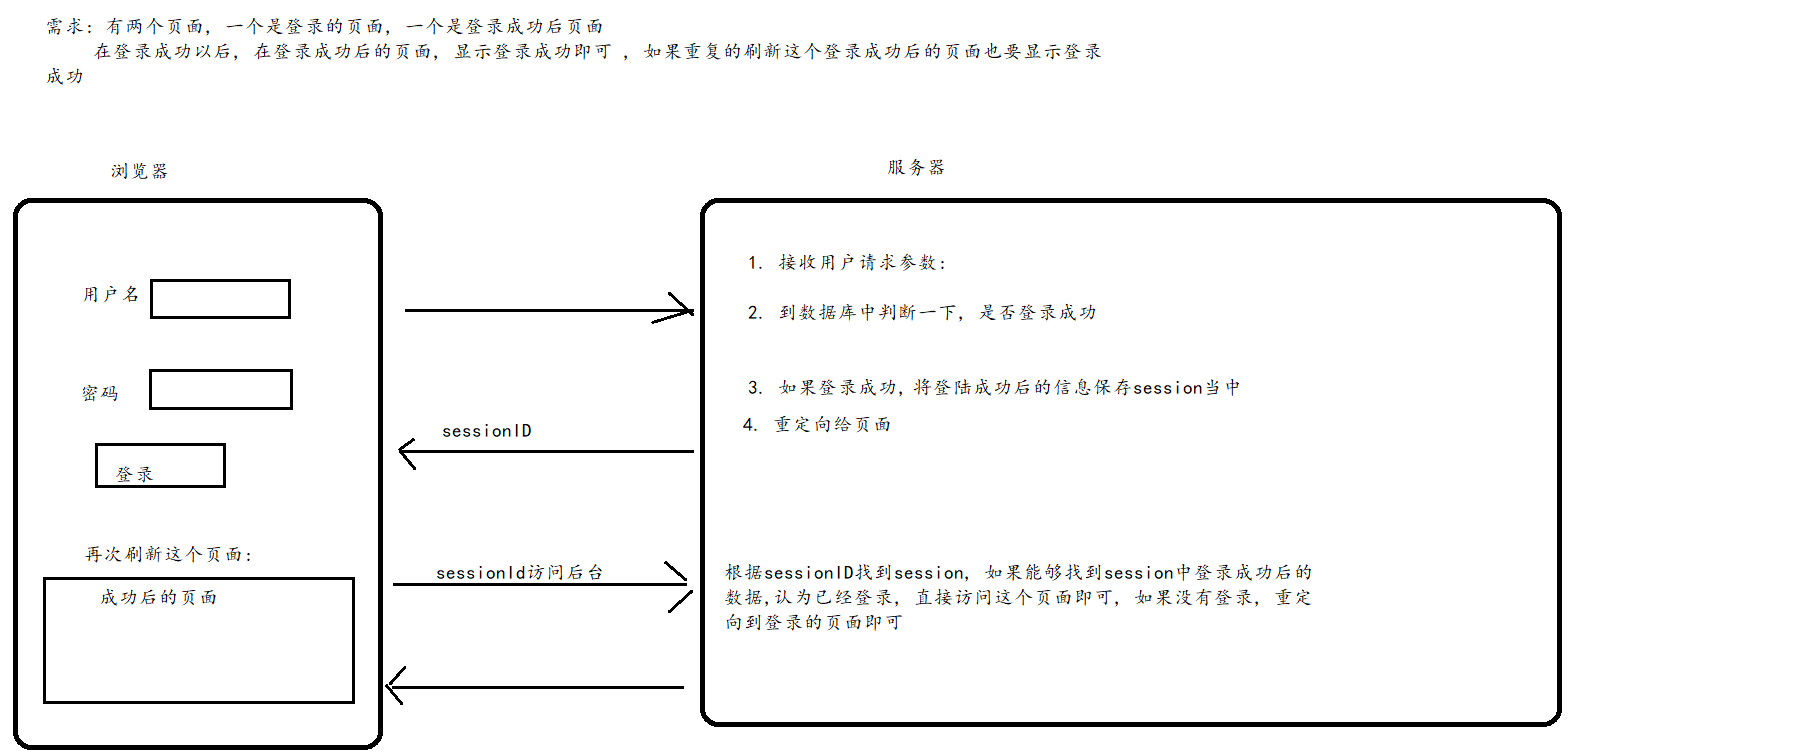 需求: 有两个页面, 一个是登录的页面, 一个是登录成功后页面
在登录成功以后, 在登录成功后的页面, 显示登录成功即可 , 如果重复的刷新这个登录成功后的页面也要显示登录
成功
浏览器
服务器
用户名
密码
登录
1. 接收用户请求参数:
2. 到数据库中判断一下, 是否登录成功
3. 如果登录成功, 将登陆成功后的信息保存session当中
4. 重定向给页面
sessionID
再次刷新这个页面:
成功后的页面
sessionId访问后台
根据sessionID找到session, 如果能够找到session中登录成功后的
数据,认为已经登录, 直接访问这个页面即可, 如果没有登录, 重定
向到登录的页面即可